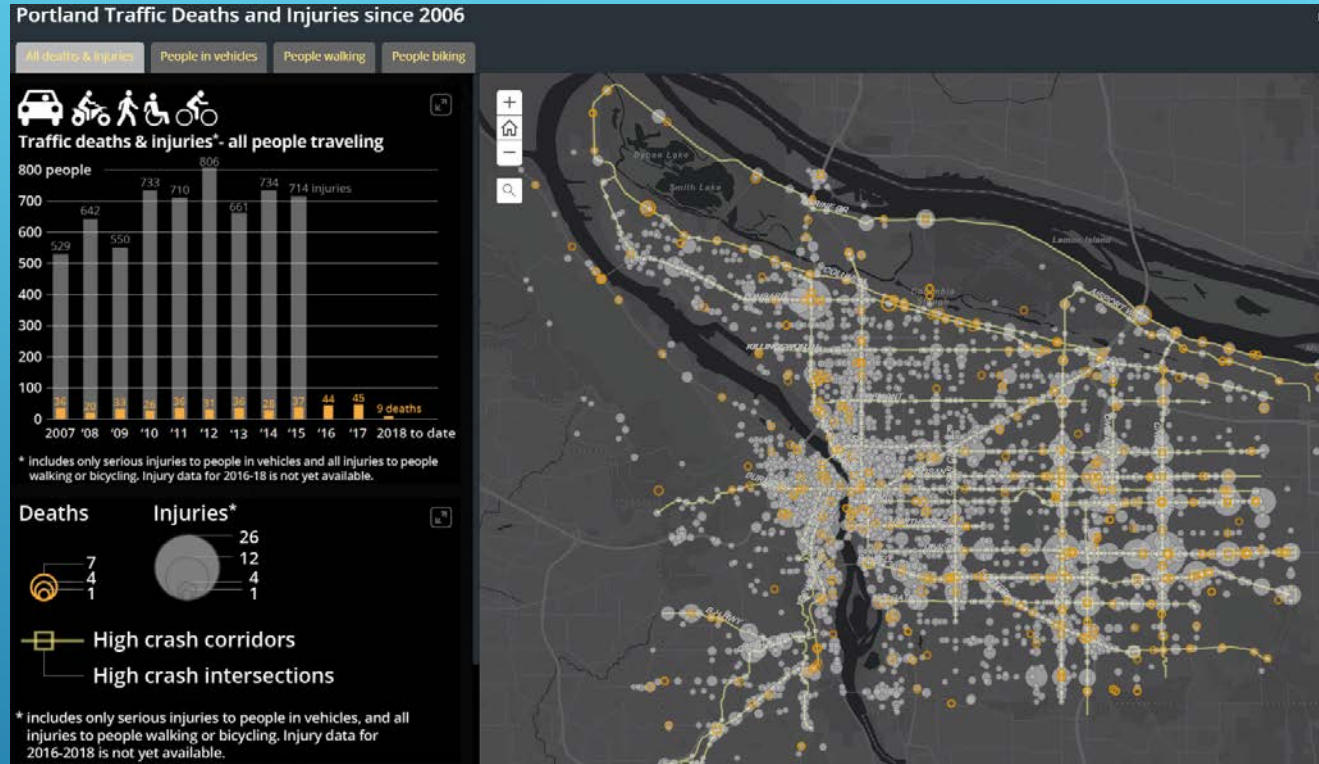 Portland Traffic Deaths and Injuries since 2006
All deaths & injuries
People in vehicles
People walking
People biking
Traffic deaths & injuries*- all people traveling
800 people
700
600
500
400
300
200
100
0
529
642
550
733
710
806
661
734
714 injuries
36
20
33
26
36
31
36
28
37
44
45
9 deaths
2007 '08 '09 '10 '11 '12 '13 '14 '15 '16 '17 2018 to date
* includes only serious injuries to people in vehicles and all injuries to people
walking or bicycling. Injury data for 2016-18 is not yet available.
Deaths
7
4
1
Injuries*
26
12
4
1
High crash corridors
High crash intersections
* includes only serious injuries to people in vehicles, and all
injuries to people walking or bicycling. Injury data for
2016-2018 is not yet available.
+
−
Smith Lake
Lemon Island